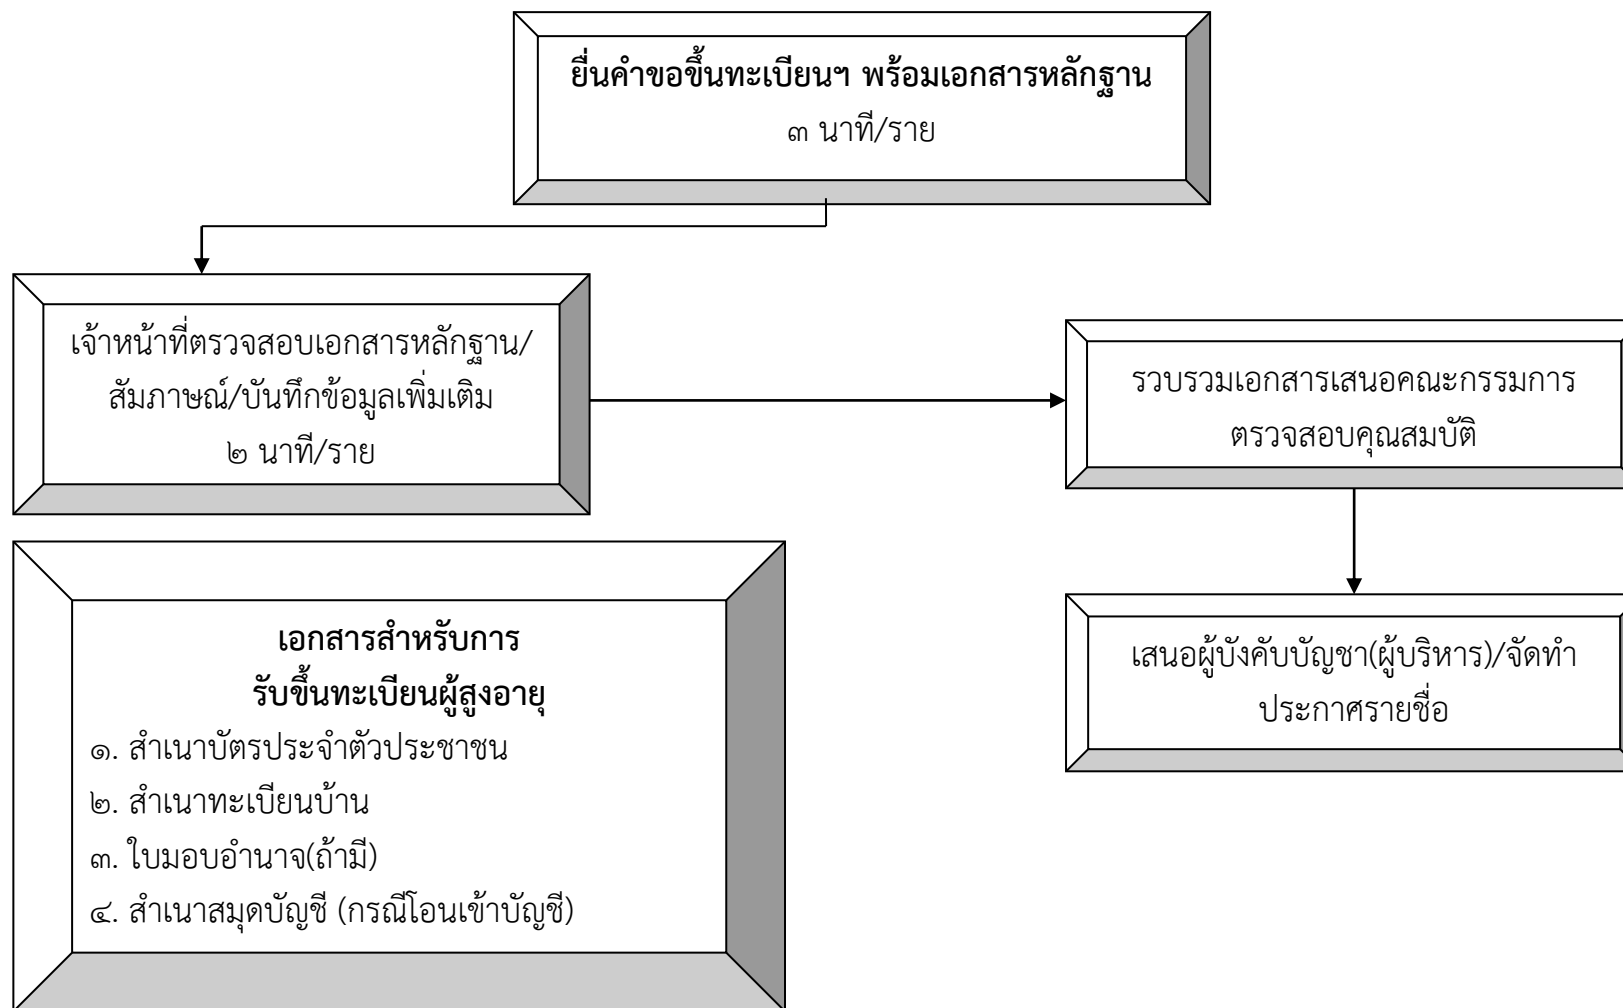 ยื่นคำขอขึ้นทะเบียนฯ พร้อมเอกสารหลักฐาน
๓ นาที/ราย
เจ้าหน้าที่ตรวจสอบเอกสารหลักฐาน/
สัมภาษณ์/บันทึกข้อมูลเพิ่มเติม
๒ นาที/ราย
รวบรวมเอกสารเสนอคณะกรรมการ
ตรวจสอบคุณสมบัติ
เสนอผู้บังคับบัญชา(ผู้บริหาร)/จัดทำ
ประกาศรายชื่อ
เอกสารสำหรับการ
รับขึ้นทะเบียนผู้สูงอายุ
๑. สำเนาบัตรประจำตัวประชาชน
๒. สำเนาทะเบียนบ้าน
๓. ใบมอบอำนาจ(ถ้ามี)
๔. สำเนาสมุดบัญชี (กรณีโอนเข้าบัญชี)